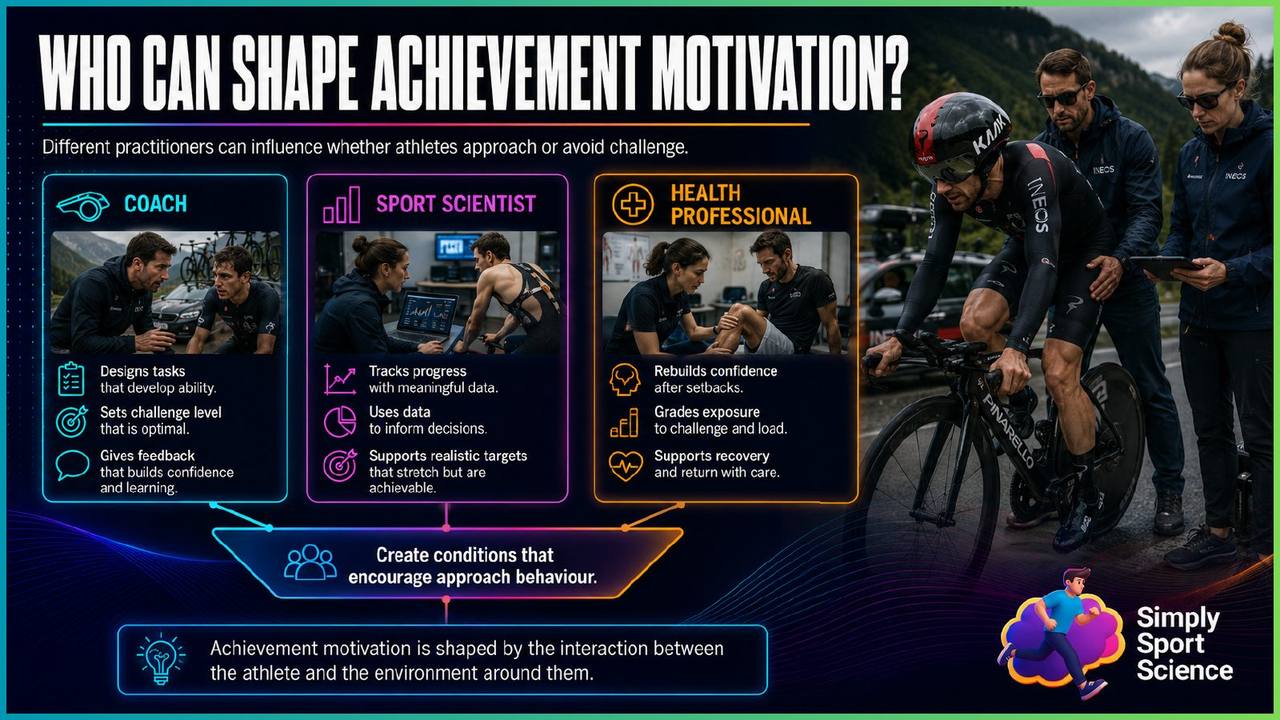 WHO CAN SHAPE ACHIEVEMENT MOTIVATION?
Different practitioners can influence whether athletes approach or avoid challenge.
COACH
Designs tasks
that develop ability.
Sets challenge level
that is optimal.
Gives feedback
that builds confidence
and learning.
SPORT SCIENTIST
Tracks progress
with meaningful data.
Uses data
to inform decisions.
Supports realistic targets
that stretch but are
achievable.
HEALTH
PROFESSIONAL
Rebuilds confidence
after setbacks.
Grades exposure
to challenge and load.
Supports recovery
and return with care.
Create conditions that
encourage approach behaviour.
Achievement motivation is shaped by the interaction between
the athlete and the environment around them.
INEOS
INEOS
INEOS
PINARELLO
Simply
Sport
Science